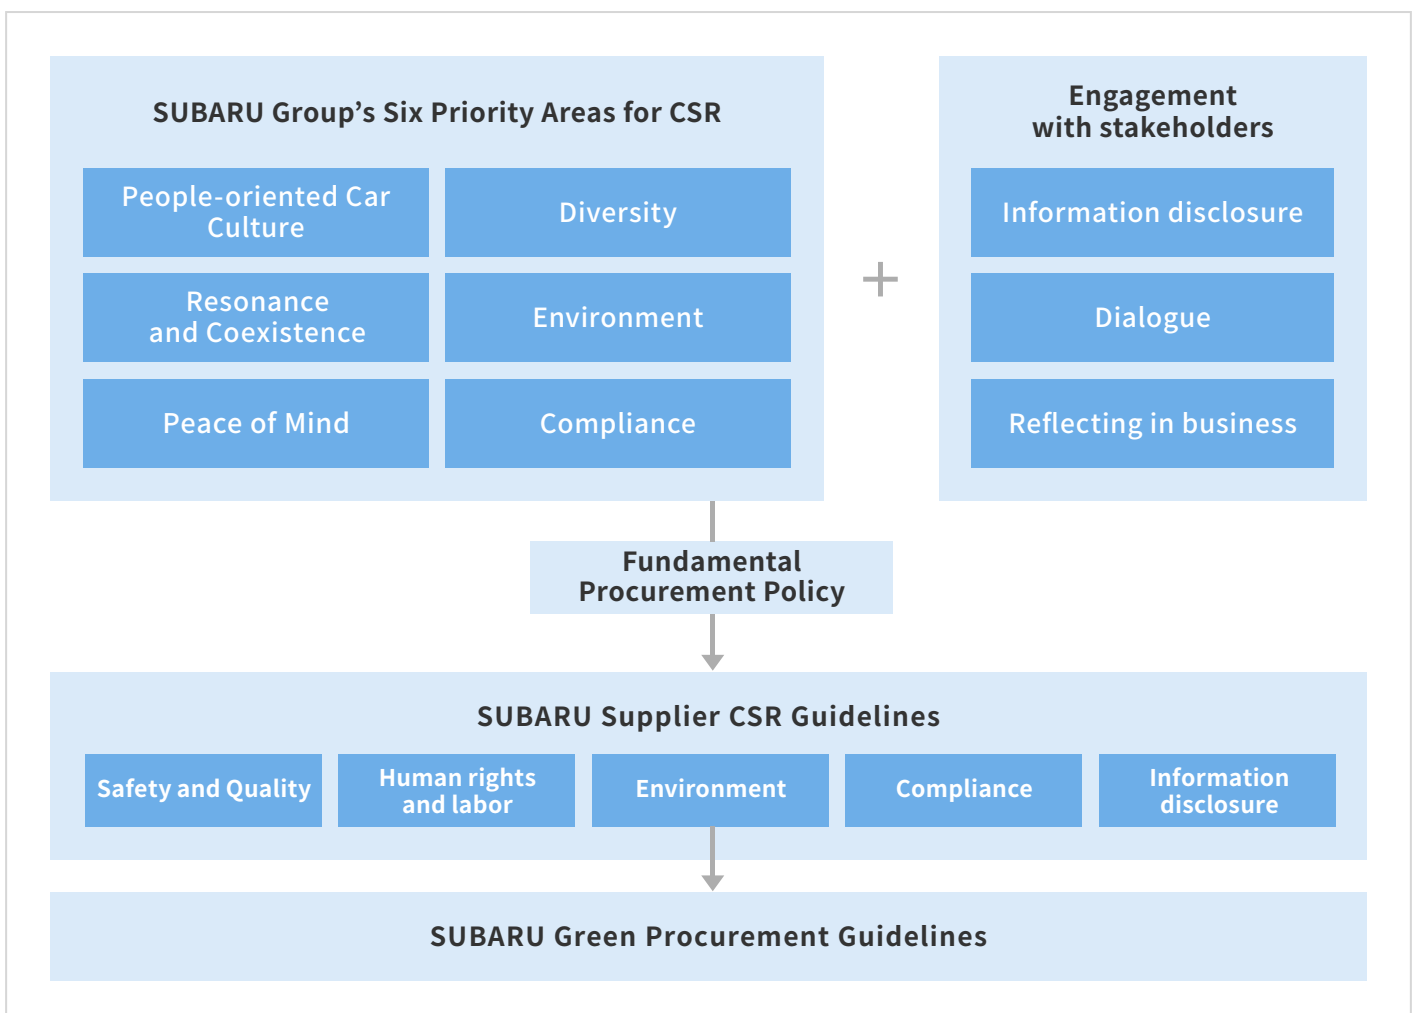 SUBARU Group’s Six Priority Areas for CSR
People-oriented Car
Culture
Diversity
Resonance
and Coexistence
Environment
Peace of Mind
Compliance
Engagement
with stakeholders
Information disclosure
Dialogue
Reflecting in business
Fundamental
Procurement Policy
SUBARU Supplier CSR Guidelines
Safety and Quality
Human rights
and labor
Environment
Compliance
Information
disclosure
SUBARU Green Procurement Guidelines